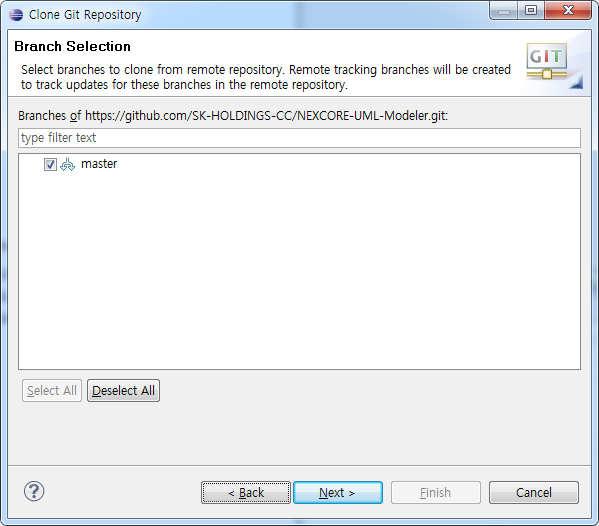 Clone Git Repository
Branch Selection
Select branches to clone from remote repository. Remote tracking branches will be created
to track updates for these branches in the remote repository.
GIT
Branches of https://github.com/SK-HOLDINGS-CC/NEXCORE-UML-Modeler.git:
type filter text
master
Select All
Deselect All
?
< Back
Next >
Finish
Cancel